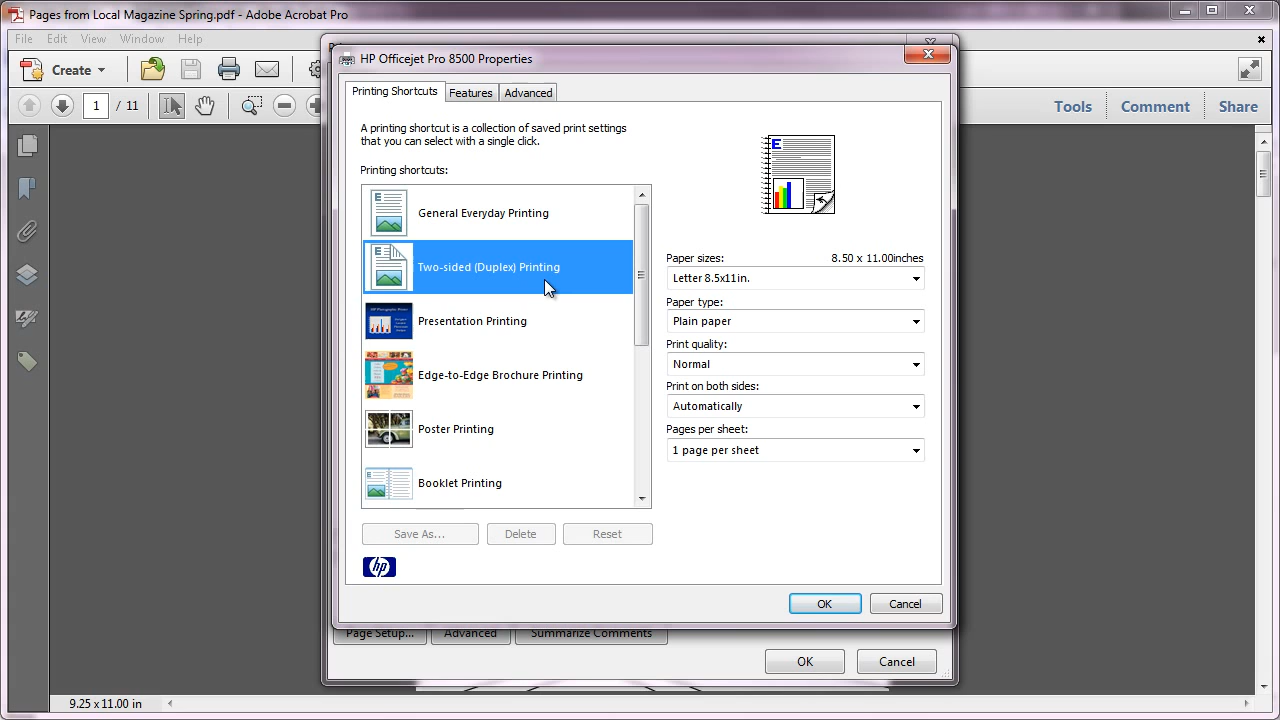 Pages from Local Magazine Spring.pdf - Adobe Acrobat Pro
File Edit View Window Help
Create
1 / 11
Tools Comment Share
HP Officejet Pro 8500 Properties
Printing Shortcuts Features Advanced
A printing shortcut is a collection of saved print settings
that you can select with a single click.
Printing shortcuts:
General Everyday Printing
Two-sided (Duplex) Printing
Presentation Printing
Edge-to-Edge Brochure Printing
Poster Printing
Booklet Printing
Save As... Delete Reset
hp
E
Paper sizes: 8.50 x 11.00inches
Letter 8.5x11in.
Paper type:
Plain paper
Print quality:
Normal
Print on both sides:
Automatically
Pages per sheet:
1 page per sheet
OK Cancel
Page Setup... Advanced Summarize Comments
OK Cancel
9.25 x 11.00 in